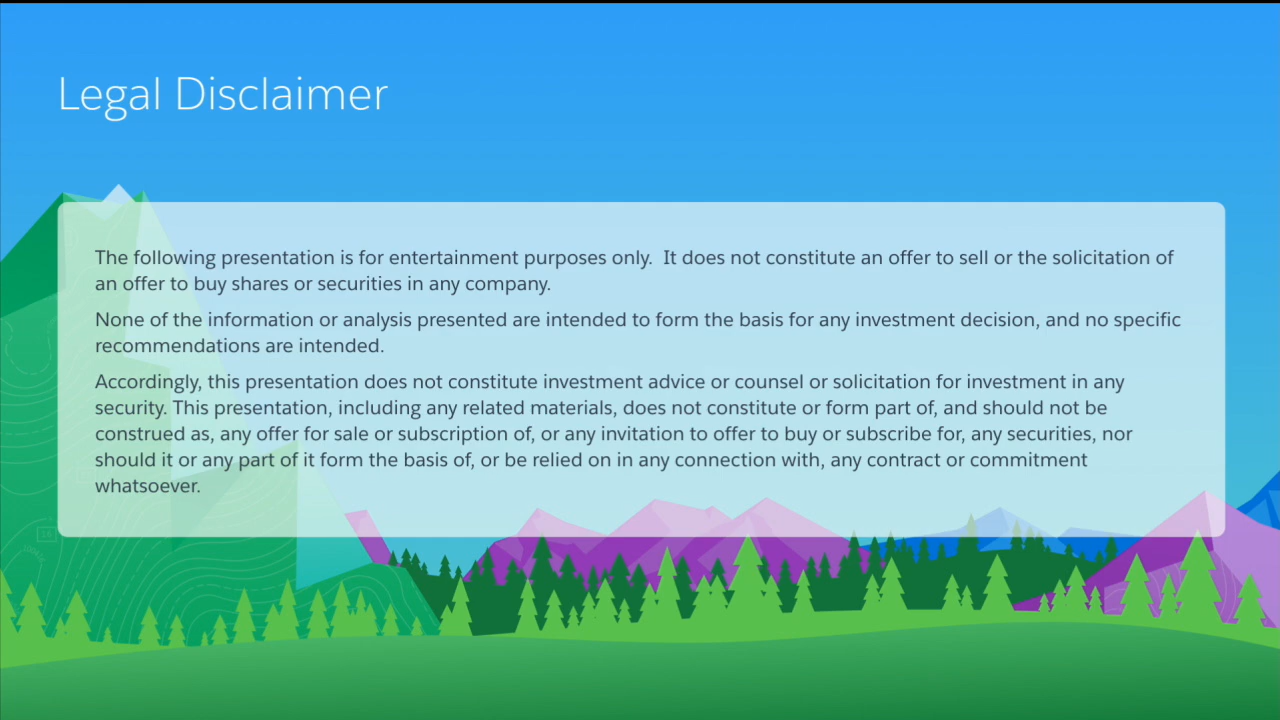 Legal Disclaimer
The following presentation is for entertainment purposes only.  It does not constitute an offer to sell or the solicitation of
an offer to buy shares or securities in any company.
None of the information or analysis presented are intended to form the basis for any investment decision, and no specific
recommendations are intended.
Accordingly, this presentation does not constitute investment advice or counsel or solicitation for investment in any
security. This presentation, including any related materials, does not constitute or form part of, and should not be
construed as, any offer for sale or subscription of, or any invitation to offer to buy or subscribe for, any securities, nor
should it or any part of it form the basis of, or be relied on in any connection with, any contract or commitment
whatsoever.